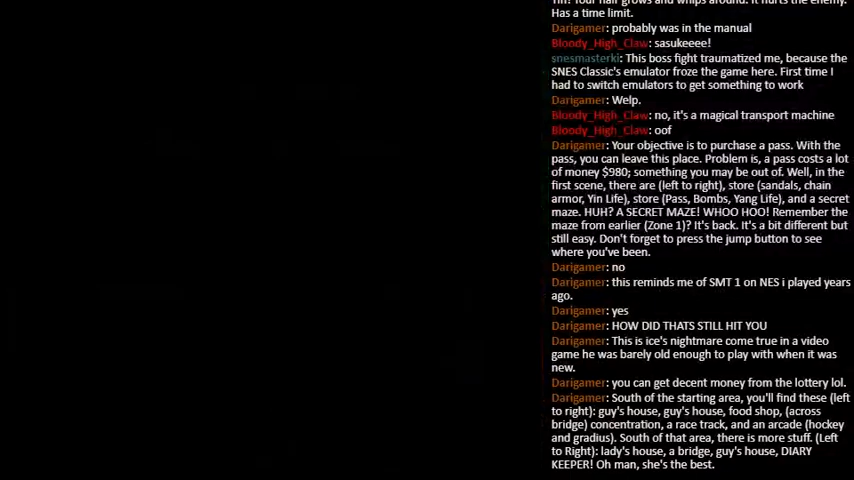 Yin! Your hair grows and whips around. It hurts the enemy.
Has a time limit.
Darigamer: probably was in the manual
Bloody_High_Claw: sasukeeee!
snesmasterki: This boss fight traumatized me, because the
SNES Classic's emulator froze the game here. First time I
had to switch emulators to get something to work
Darigamer: Welp.
Bloody_High_Claw: no, it's a magical transport machine
Bloody_High_Claw: oof
Darigamer: Your objective is to purchase a pass. With the
pass, you can leave this place. Problem is, a pass costs a lot
of money $980; something you may be out of. Well, in the
first scene, there are (left to right), store (sandals, chain
armor, Yin Life), store (Pass, Bombs, Yang Life), and a secret
maze. HUH? A SECRET MAZE! WHOO HOO! Remember the
maze from earlier (Zone 1)? It's back. It's a bit different but
still easy. Don't forget to press the jump button to see
where you've been.
Darigamer: no
Darigamer: this reminds me of SMT 1 on NES i played years
ago.
Darigamer: yes
Darigamer: HOW DID THATS STILL HIT YOU
Darigamer: This is ice's nightmare come true in a video
game he was barely old enough to play with when it was
new.
Darigamer: you can get decent money from the lottery lol.
Darigamer: South of the starting area, you'll find these (left
to right): guy's house, guy's house, food shop, (across
bridge) concentration, a race track, and an arcade (hockey
and gradius). South of that area, there is more stuff. (Left
to Right): lady's house, a bridge, guy's house, DIARY
KEEPER! Oh man, she's the best.